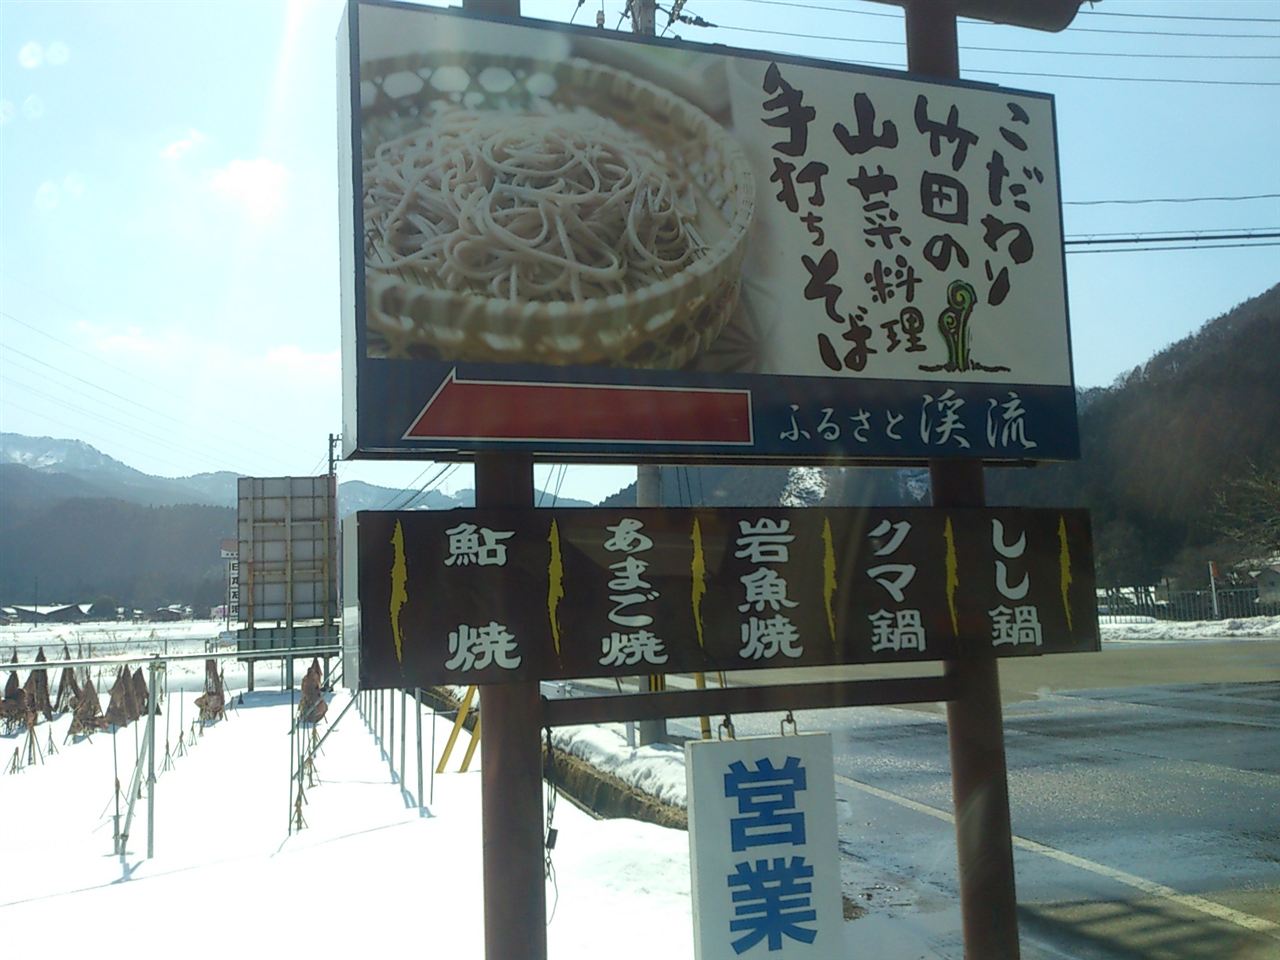 こだわり
竹田の
山菜料理
手打ちそば
ふるさと渓流
しし鍋
クマ鍋
岩魚焼
あまご焼
鮎焼
営業